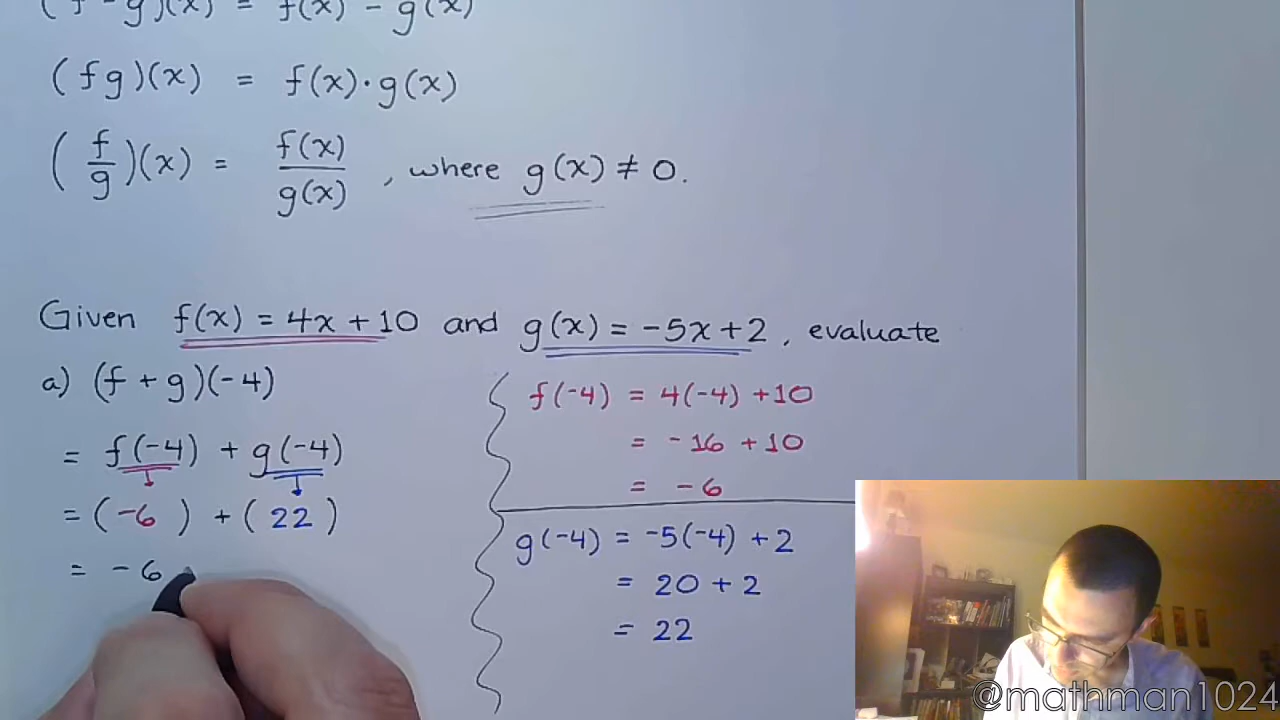 (f - g)(x) = f(x) - g(x)
(fg)(x) = f(x)·g(x)
(f/g)(x) = f(x)/g(x) , where g(x) ≠ 0.
Given f(x) = 4x + 10 and g(x) = -5x + 2 , evaluate
a) (f + g)(-4)
= f(-4) + g(-4)
= (-6) + (22)
= -6
f(-4) = 4(-4) + 10
= -16 + 10
= -6
g(-4) = -5(-4) + 2
= 20 + 2
= 22
@mathman1024